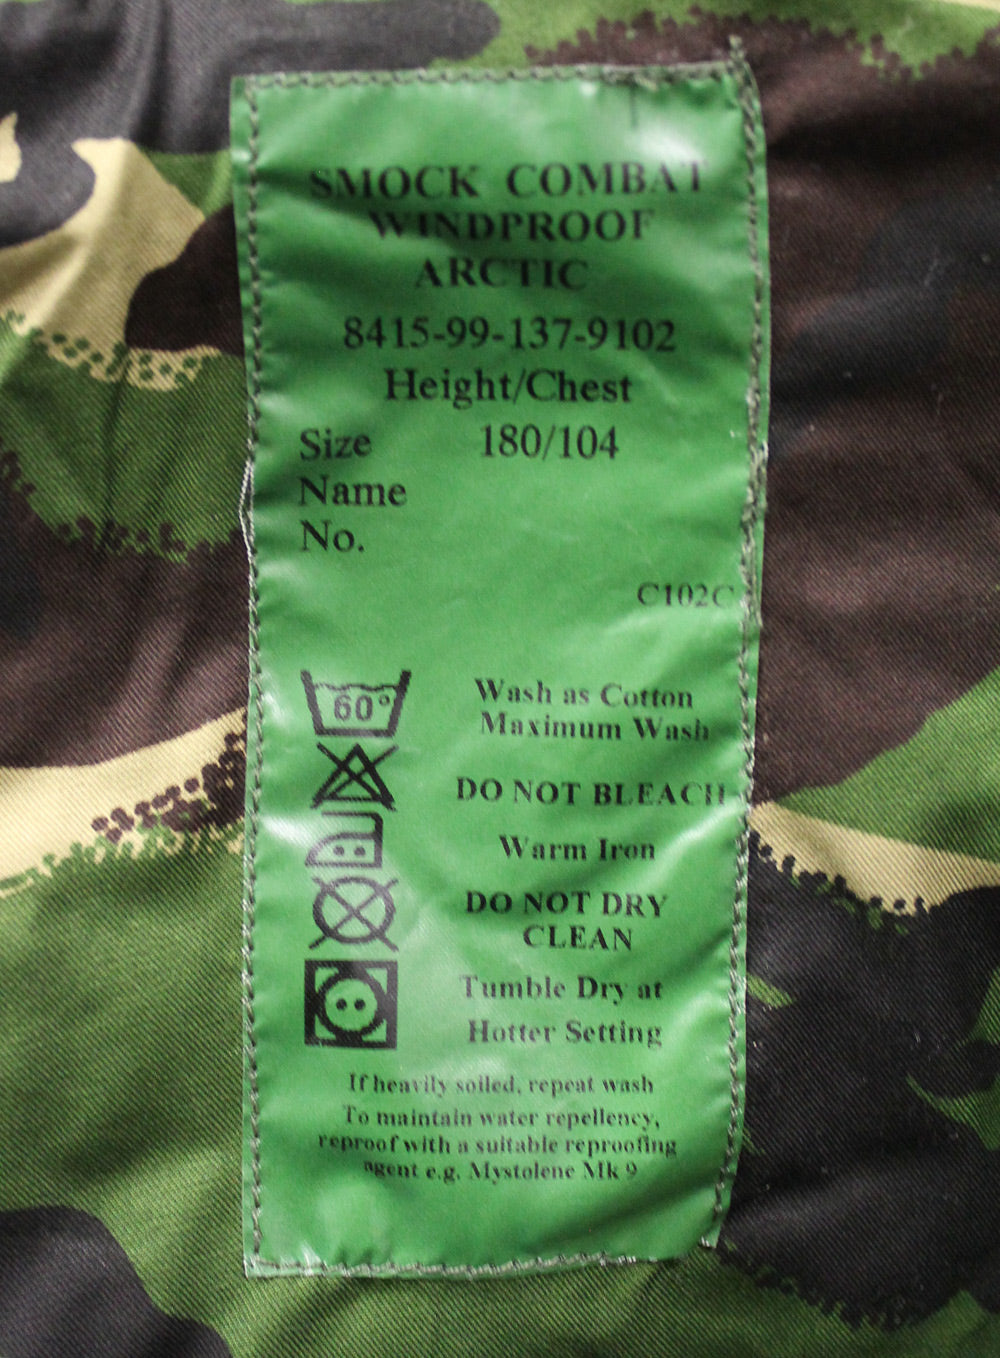 SMOCK COMBAT
WINDPROOF
ARCTIC
8415-99-137-9102
Height/Chest
Size 180/104
Name
No.
C102C
60°
Wash as Cotton
Maximum Wash
DO NOT BLEACH
Warm Iron
DO NOT DRY
CLEAN
Tumble Dry at
Hotter Setting
If heavily soiled, repeat wash
To maintain water repellency,
reproof with a suitable reproofing
agent e.g. Mystolene Mk 9